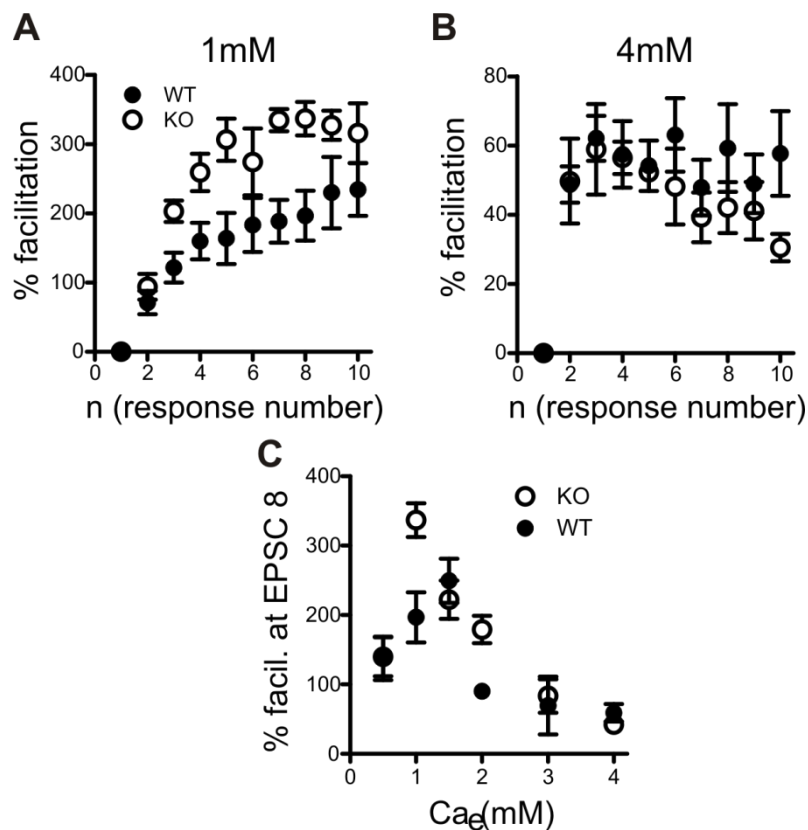 A
1mM
WT
KO
400
300
200
100
0
0 2 4 6 8 10
% facilitation
n (response number)
B
4mM
80
60
40
20
0
0 2 4 6 8 10
% facilitation
n (response number)
C
KO
WT
400
300
200
100
0
0 1 2 3 4
% facil. at EPSC 8
Cae(mM)